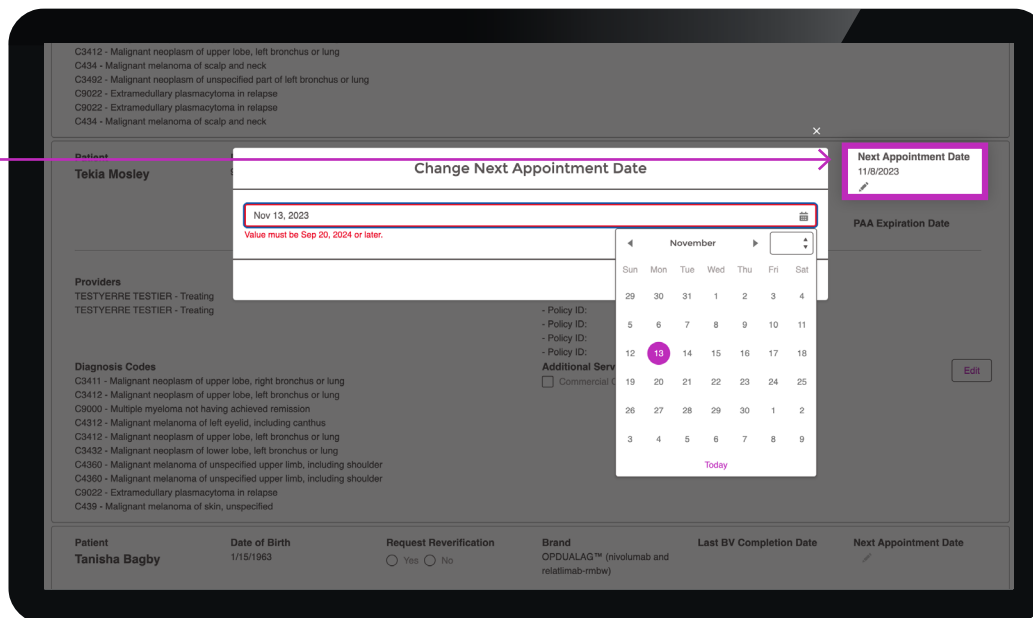 C3412 - Malignant neoplasm of upper lobe, left bronchus or lung
C434 - Malignant melanoma of scalp and neck
C3492 - Malignant neoplasm of unspecified part of left bronchus or lung
C9022 - Extramedullary plasmacytoma in relapse
C9022 - Extramedullary plasmacytoma in relapse
C434 - Malignant melanoma of scalp and neck
Patient
Tekia Mosley
Change Next Appointment Date
Next Appointment Date
11/8/2023
PAA Expiration Date
Nov 13, 2023
Value must be Sep 20, 2024 or later.
November
Sun Mon Tue Wed Thu Fri Sat
29 30 31 1 2 3 4
5 6 7 8 9 10 11
12 13 14 15 16 17 18
19 20 21 22 23 24 25
26 27 28 29 30 1 2
3 4 5 6 7 8 9
Today
Providers
TESTYERRE TESTIER - Treating
TESTYERRE TESTIER - Treating
- Policy ID:
- Policy ID:
- Policy ID:
- Policy ID:
Diagnosis Codes
C3411 - Malignant neoplasm of upper lobe, right bronchus or lung
C3412 - Malignant neoplasm of upper lobe, left bronchus or lung
C9000 - Multiple myeloma not having achieved remission
C4312 - Malignant melanoma of left eyelid, including canthus
C3412 - Malignant neoplasm of upper lobe, left bronchus or lung
C3432 - Malignant neoplasm of lower lobe, left bronchus or lung
C4360 - Malignant melanoma of unspecified upper limb, including shoulder
C4360 - Malignant melanoma of unspecified upper limb, including shoulder
C9022 - Extramedullary plasmacytoma in relapse
C439 - Malignant melanoma of skin, unspecified
Additional Serv
Commercial
Edit
Patient Date of Birth Request Reverification Brand Last BV Completion Date Next Appointment Date
Tanisha Bagby 1/15/1963 Yes No OPDUALAG™ (nivolumab and
relatlimab-rmbw)